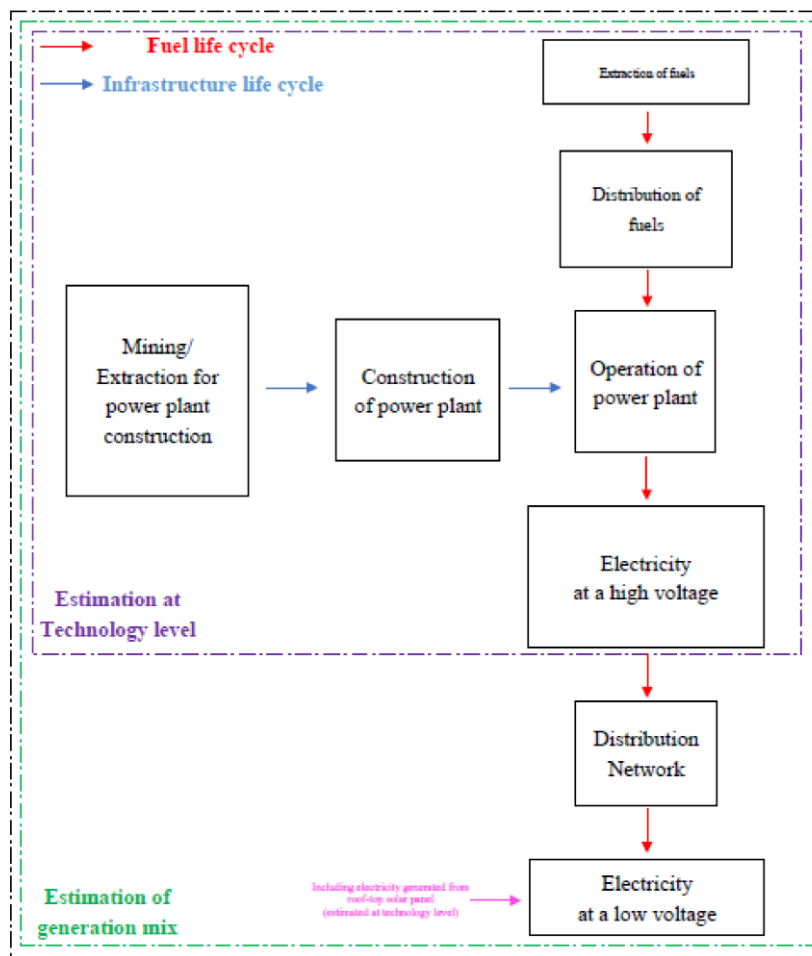 Fuel life cycle
Infrastructure life cycle
Extraction of fuels
Distribution of
fuels
Mining/
Extraction for
power plant
construction
Construction
of power plant
Operation of
power plant
Electricity
at a high voltage
Estimation at
Technology level
Distribution
Network
Including electricity generated from
roof-top solar panel
(estimated at technology level)
Electricity
at a low voltage
Estimation of
generation mix